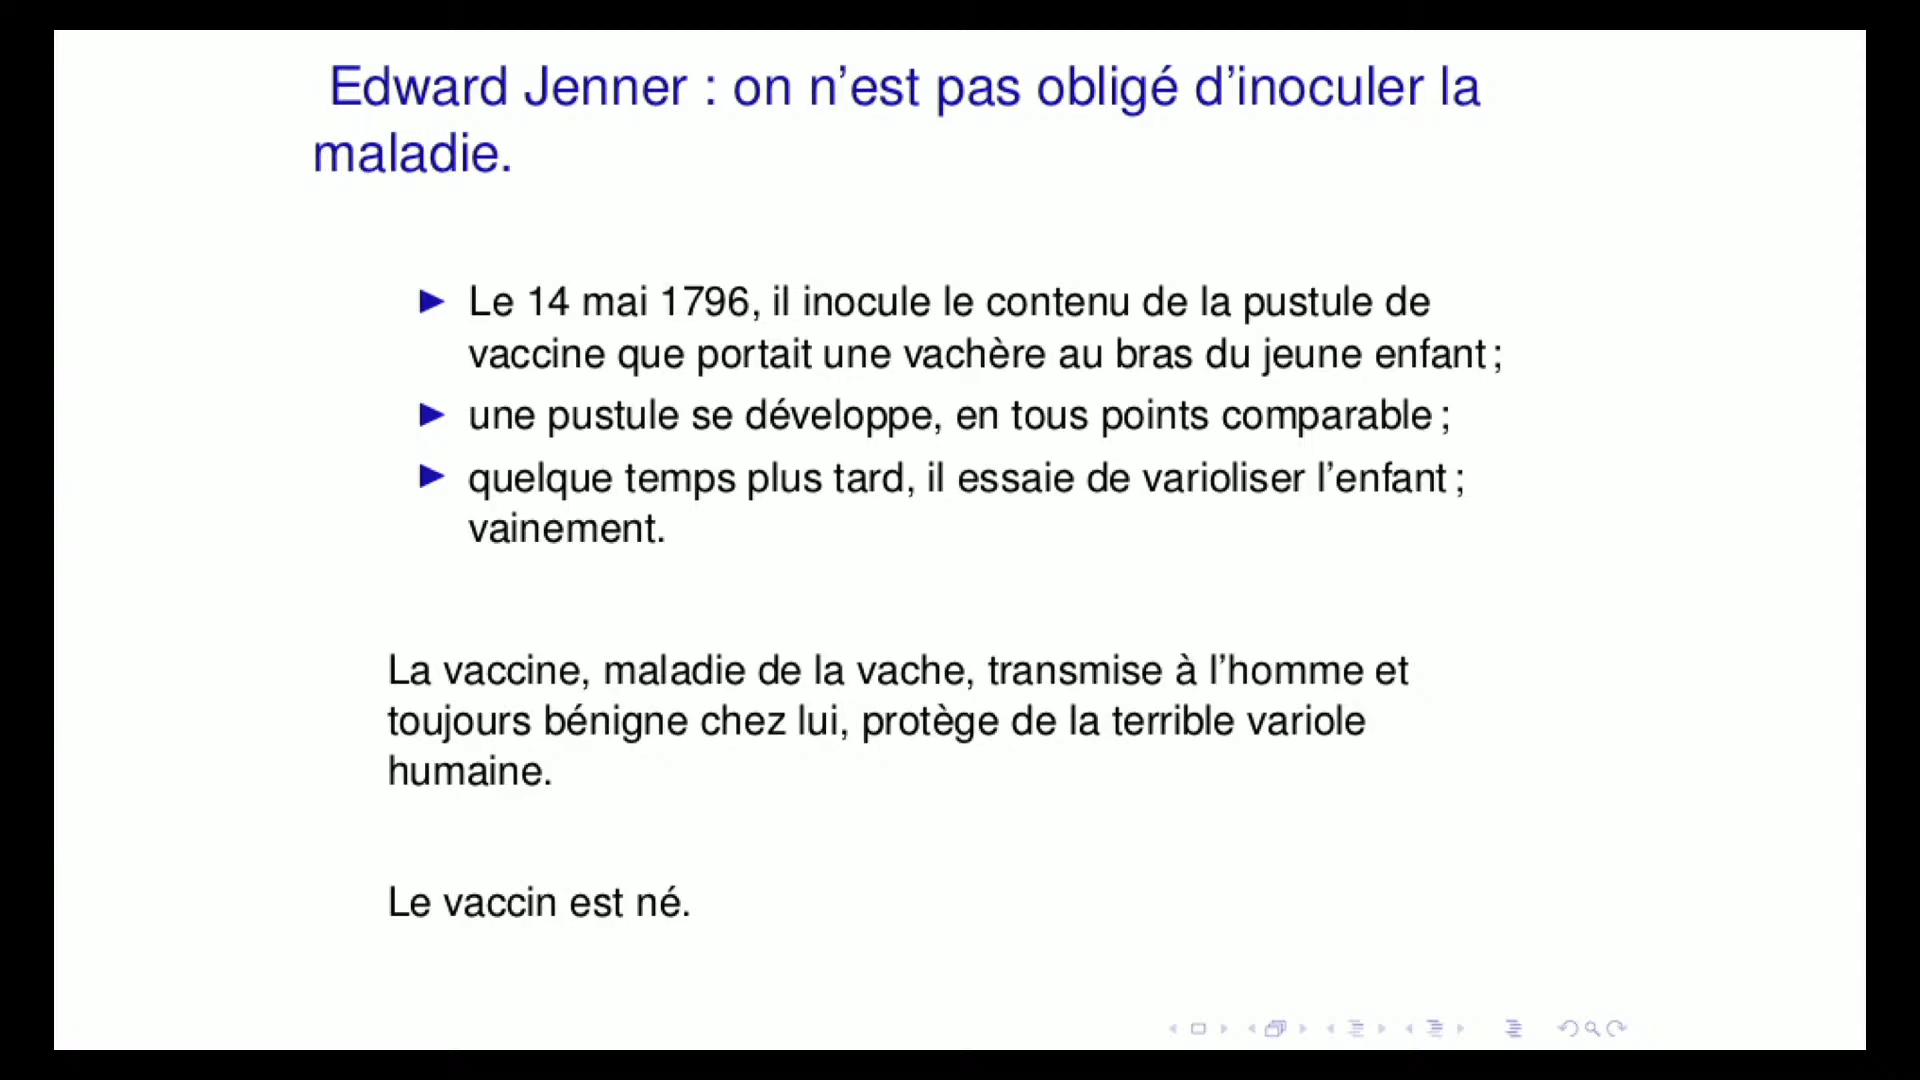 Edward Jenner : on n'est pas obligé d'inoculer la
maladie.
Le 14 mai 1796, il inocule le contenu de la pustule de
vaccine que portait une vachère au bras du jeune enfant ;
une pustule se développe, en tous points comparable ;
quelque temps plus tard, il essaie de varioliser l'enfant ;
vainement.
La vaccine, maladie de la vache, transmise à l'homme et
toujours bénigne chez lui, protège de la terrible variole
humaine.
Le vaccin est né.